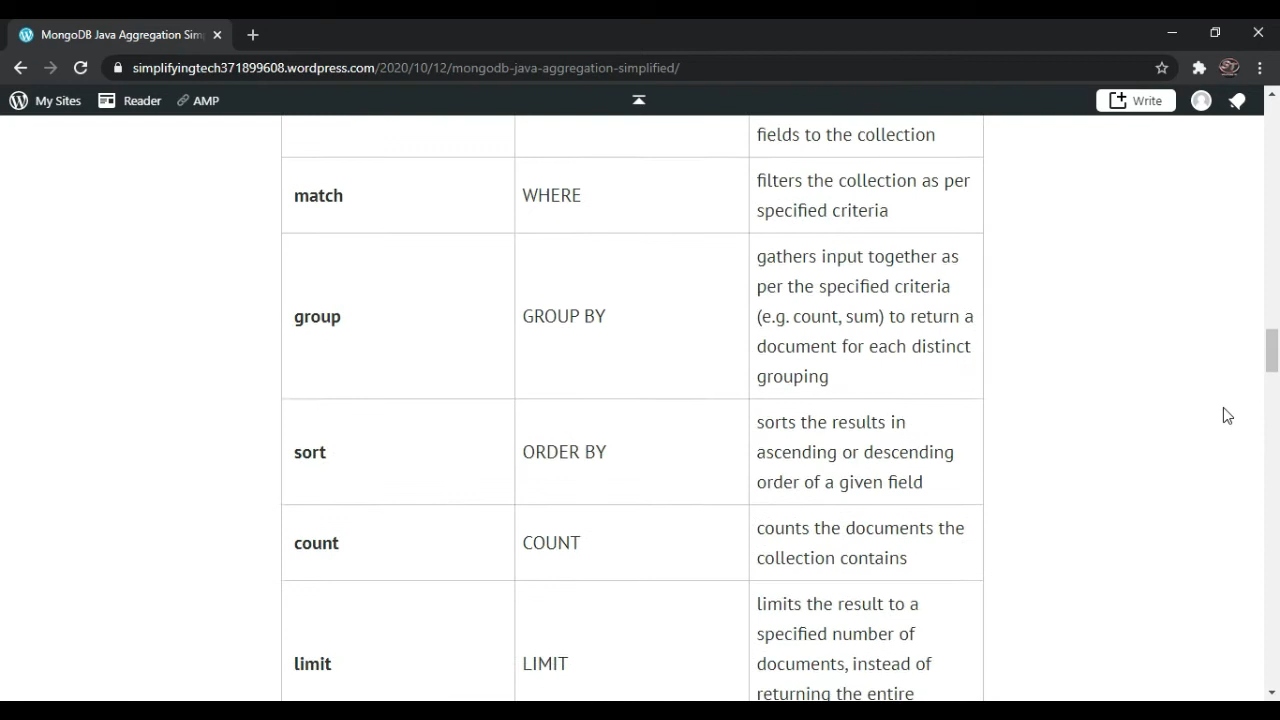 MongoDB Java Aggregation Sim
simplifyingtech371899608.wordpress.com/2020/10/12/mongodb-java-aggregation-simplified/
My Sites Reader AMP Write
fields to the collection
match WHERE filters the collection as per
specified criteria
group GROUP BY gathers input together as
per the specified criteria
(e.g. count, sum) to return a
document for each distinct
grouping
sort ORDER BY sorts the results in
ascending or descending
order of a given field
count COUNT counts the documents the
collection contains
limit LIMIT limits the result to a
specified number of
documents, instead of
returning the entire